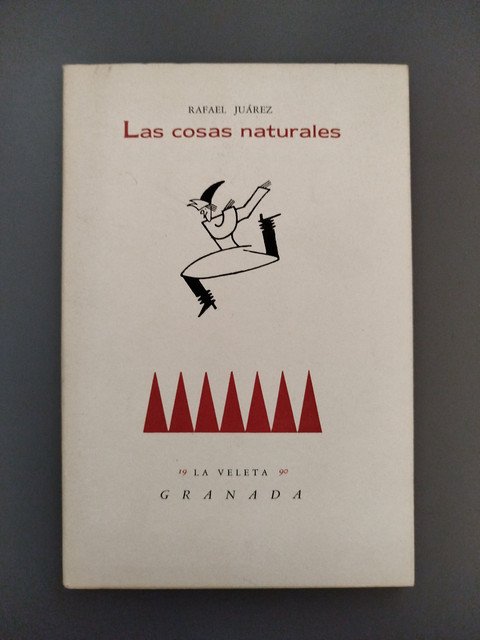 RAFAEL JUÁREZ
Las cosas naturales
19 LA VELETA 90
GRANADA